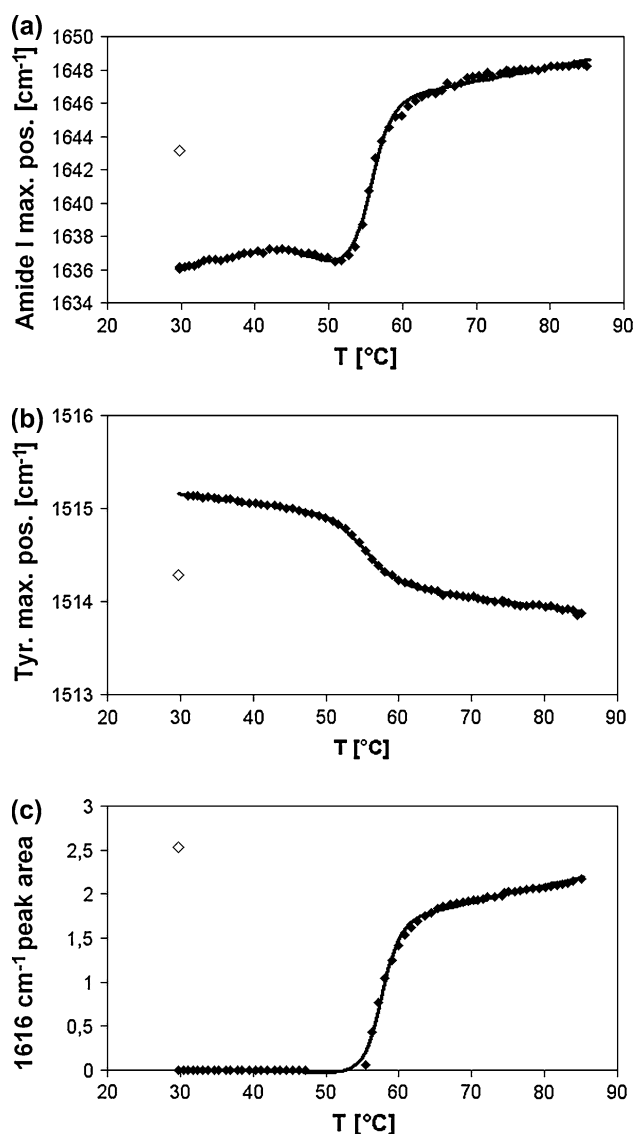 (a)
Amide I max. pos. [cm-1]
1650
1648
1646
1644
1642
1640
1638
1636
1634
20 30 40 50 60 70 80 90
T [°C]
(b)
Tyr. max. pos. [cm-1]
1516
1515
1514
1513
20 30 40 50 60 70 80 90
T [°C]
(c)
1616 cm-1 peak area
3
2,5
2
1,5
1
0,5
0
20 30 40 50 60 70 80 90
T [°C]